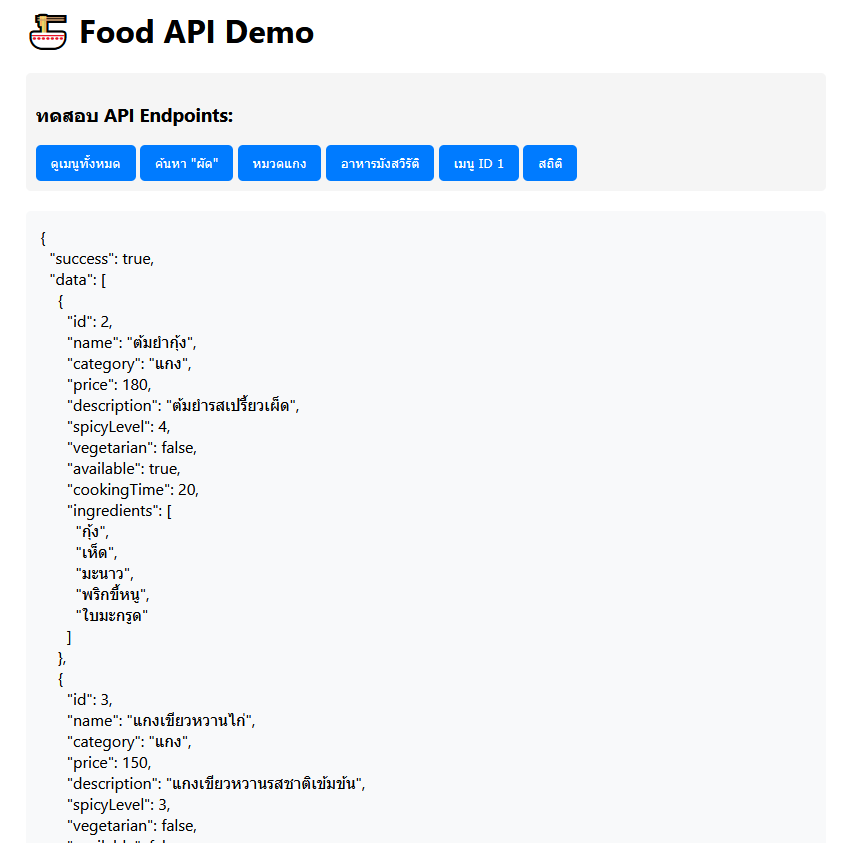 Food API Demo
ทดสอบ API Endpoints:
ดูเมนูทั้งหมด ค้นหา "ผัด" หมวดแกง อาหารมังสวิรัติ เมนู ID 1 สถิติ
{
"success": true,
"data": [
{
"id": 2,
"name": "ต้มยำกุ้ง",
"category": "แกง",
"price": 180,
"description": "ต้มยำรสเปรี้ยวเผ็ด",
"spicyLevel": 4,
"vegetarian": false,
"available": true,
"cookingTime": 20,
"ingredients": [
"กุ้ง",
"เห็ด",
"มะนาว",
"พริกขี้หนู",
"ใบมะกรูด"
]
},
{
"id": 3,
"name": "แกงเขียวหวานไก่",
"category": "แกง",
"price": 150,
"description": "แกงเขียวหวานรสชาติเข้มข้น",
"spicyLevel": 3,
"vegetarian": false,